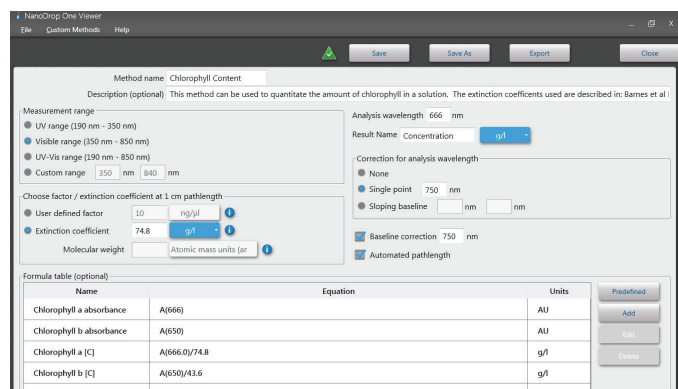 NanoDrop One Viewer
File Custom Methods Help
Save Save As Export Close
Method name Chlorophyll Content
Description (optional) This method can be used to quantitate the amount of chlorophyll in a solution. The extinction coefficents used are described in: Barnes et al
Measurement range
UV range (190 nm - 350 nm)
Visible range (350 nm - 850 nm)
UV-Vis range (190 nm - 850 nm)
Custom range 350 nm 840 nm
Analysis wavelength 666 nm
Result Name Concentration g/l
Correction for analysis wavelength
None
Single point 750 nm
Sloping baseline nm nm
Choose factor / extinction coefficient at 1 cm pathlength
User defined factor 10 ng/µl
Extinction coefficient 74.8 g/l
Molecular weight Atomic mass units (ar
Baseline correction 750 nm
Automated pathlength
Formula table (optional)
Name Equation Units
Chlorophyll a absorbance A(666) AU
Chlorophyll b absorbance A(650) AU
Chlorophyll a [C] A(666.0)/74.8 g/l
Chlorophyll b [C] A(650)/43.6 g/l
Predefined
Add
Edit
Delete